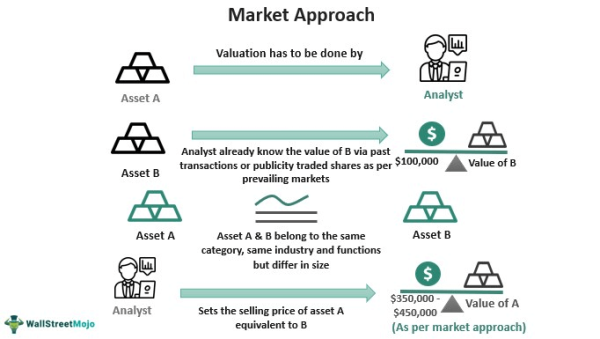 Market Approach
Valuation has to be done by
Asset A
Analyst
Asset B
Analyst already know the value of B via past
transactions or publicity traded shares as per
prevailing markets
$
$100,000
Value of B
Asset A
Asset A & B belong to the same
category, same industry and functions
but differ in size
Asset B
Analyst
Sets the selling price of asset A
equivalent to B
$
$350,000 -
$450,000
Value of A
(As per market approach)
WallStreetMojo